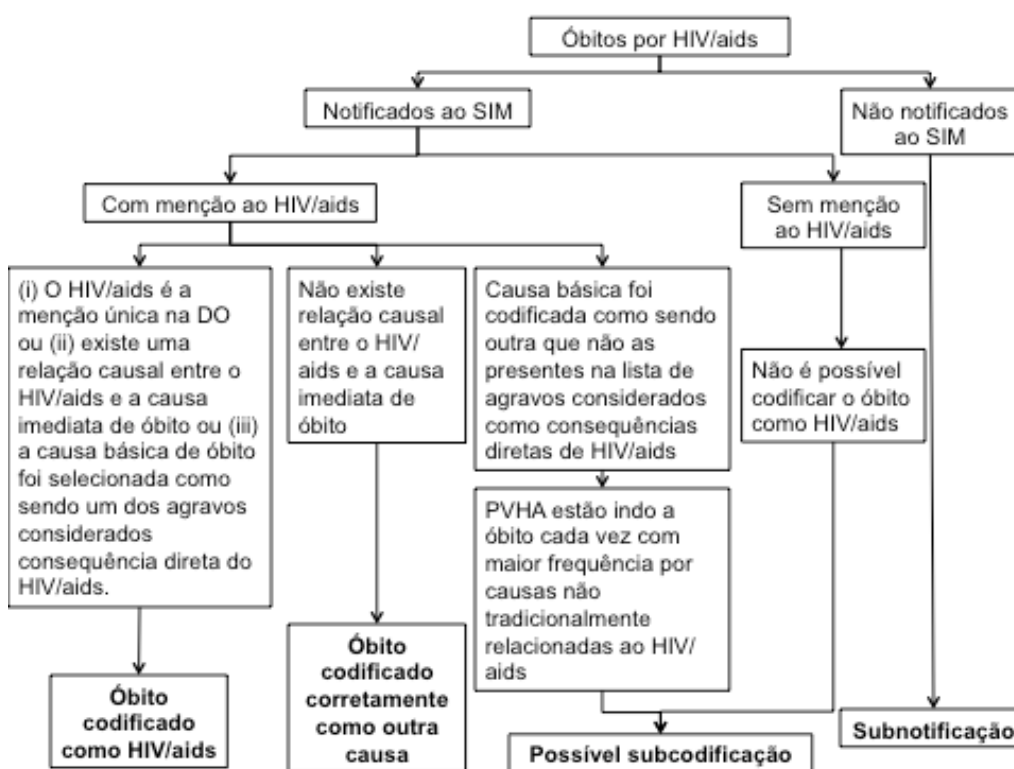 Óbitos por HIV/aids
Notificados ao SIM
Não notificados
ao SIM
Com menção ao HIV/aids
Sem menção
ao HIV/aids
(i) O HIV/aids é a
menção única na DO
ou (ii) existe uma
relação causal entre o
HIV/aids e a causa
imediata de óbito ou (iii)
a causa básica de óbito
foi selecionada como
sendo um dos agravos
considerados
consequência direta do
HIV/aids.
Não existe
relação causal
entre o HIV/
aids e a causa
imediata de
óbito
Causa básica foi
codificada como sendo
outra que não as
presentes na lista de
agravos considerados
como consequências
diretas de HIV/aids
Não é possível
codificar o óbito
como HIV/aids
PVHA estão indo a
óbito cada vez com
maior frequência por
causas não
tradicionalmente
relacionadas ao HIV/
aids
Óbito
codificado
como HIV/aids
Óbito
codificado
corretamente
como outra
causa
Possível subcodificação
Subnotificação